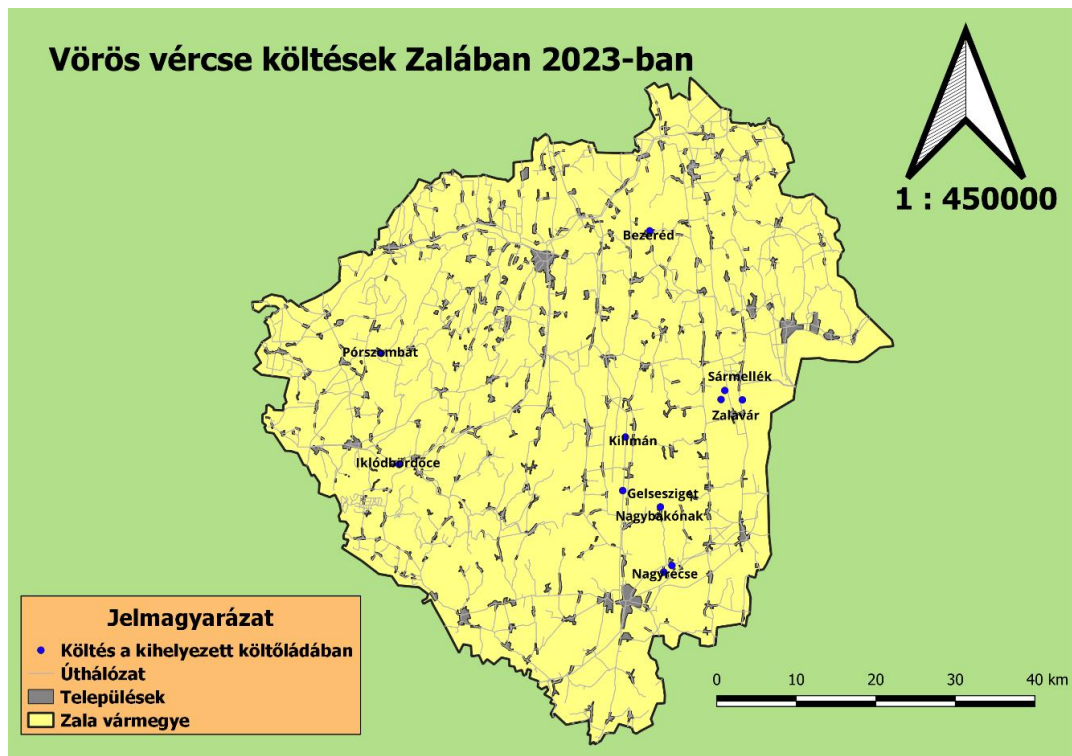 Vörös vércse költések Zalában 2023-ban
1 : 450000
Bezeréd
Pórszombat
Sármellék
Zalavár
Kilimán
Iklódbördőce
Gelsesziget
Nagybakónak
Nagyrécse
Jelmagyarázat
Költés a kihelyezett költőládában
Úthálózat
Települések
Zala vármegye
0 10 20 30 40 km